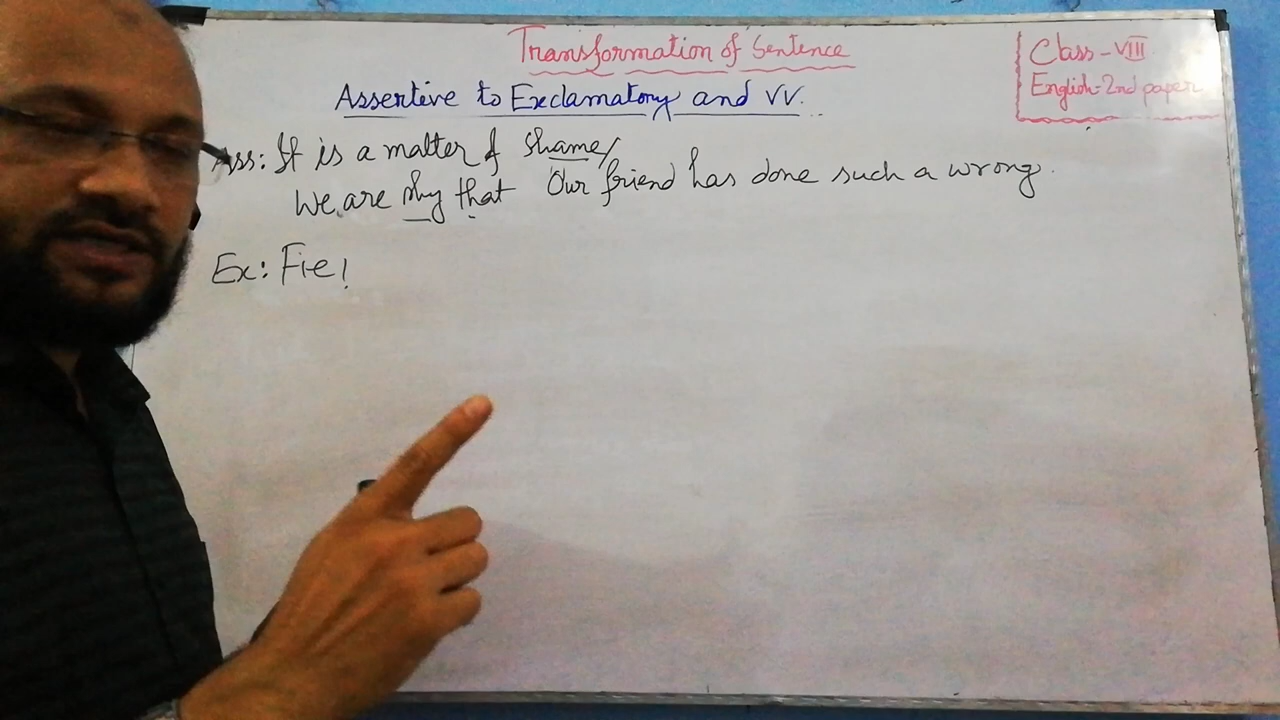 Transformation of Sentence
Class - VIII
English-2nd paper
Assertive to Exclamatory and VV.
Ass: It is a matter of shame/
We are shy that Our friend has done such a wrong.
Ex: Fie!